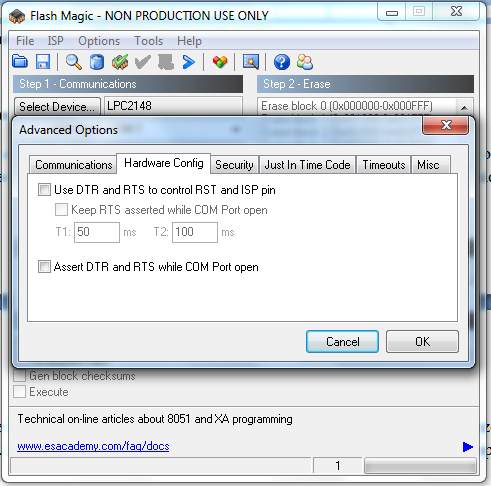 Flash Magic - NON PRODUCTION USE ONLY
File ISP Options Tools Help
Step 1 - Communications
Step 2 - Erase
Select Device...
LPC2148
Erase block 0 (0x000000-0x000FFF)
Advanced Options
Communications
Hardware Config
Security
Just In Time Code
Timeouts
Misc
Use DTR and RTS to control RST and ISP pin
Keep RTS asserted while COM Port open
T1: 50 ms T2: 100 ms
Assert DTR and RTS while COM Port open
Cancel
OK
Gen block checksums
Execute
Technical on-line articles about 8051 and XA programming
www.esacademy.com/faq/docs
1